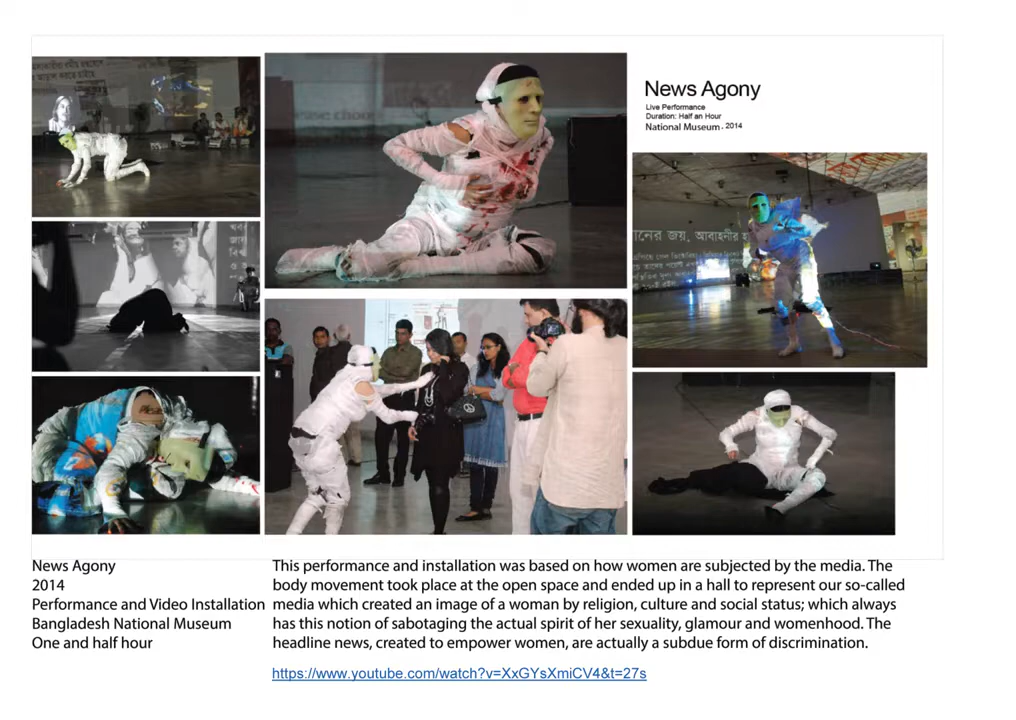 News Agony
Live Performance
Duration: Half an Hour
National Museum - 2014
ানের জয়, আবাহনীর হ
News Agony
2014
Performance and Video Installation
Bangladesh National Museum
One and half hour
This performance and installation was based on how women are subjected by the media. The
body movement took place at the open space and ended up in a hall to represent our so-called
media which created an image of a woman by religion, culture and social status; which always
has this notion of sabotaging the actual spirit of her sexuality, glamour and womenhood. The
headline news, created to empower women, are actually a subdue form of discrimination.
https://www.youtube.com/watch?v=XxGYsXmiCV4&t=27s